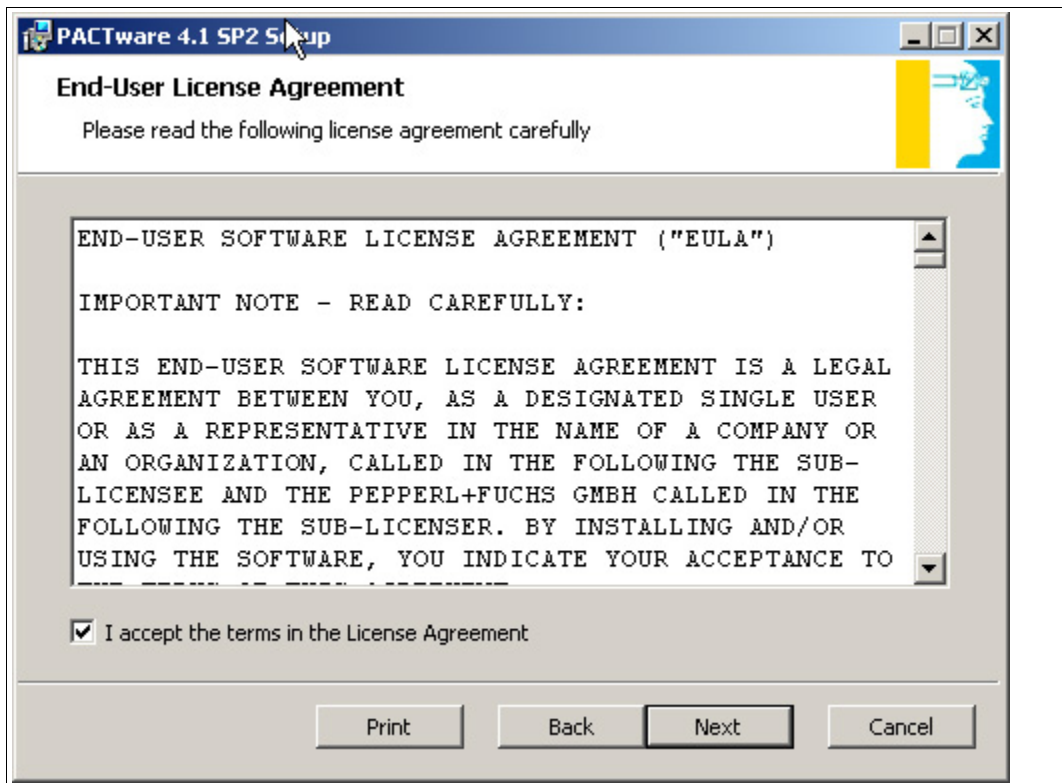 PACTware 4.1 SP2 Setup
End-User License Agreement
Please read the following license agreement carefully
END-USER SOFTWARE LICENSE AGREEMENT ("EULA")
IMPORTANT NOTE - READ CAREFULLY:
THIS END-USER SOFTWARE LICENSE AGREEMENT IS A LEGAL
AGREEMENT BETWEEN YOU, AS A DESIGNATED SINGLE USER
OR AS A REPRESENTATIVE IN THE NAME OF A COMPANY OR
AN ORGANIZATION, CALLED IN THE FOLLOWING THE SUB-
LICENSEE AND THE PEPPERL+FUCHS GMBH CALLED IN THE
FOLLOWING THE SUB-LICENSER. BY INSTALLING AND/OR
USING THE SOFTWARE, YOU INDICATE YOUR ACCEPTANCE TO
I accept the terms in the License Agreement
Print
Back
Next
Cancel